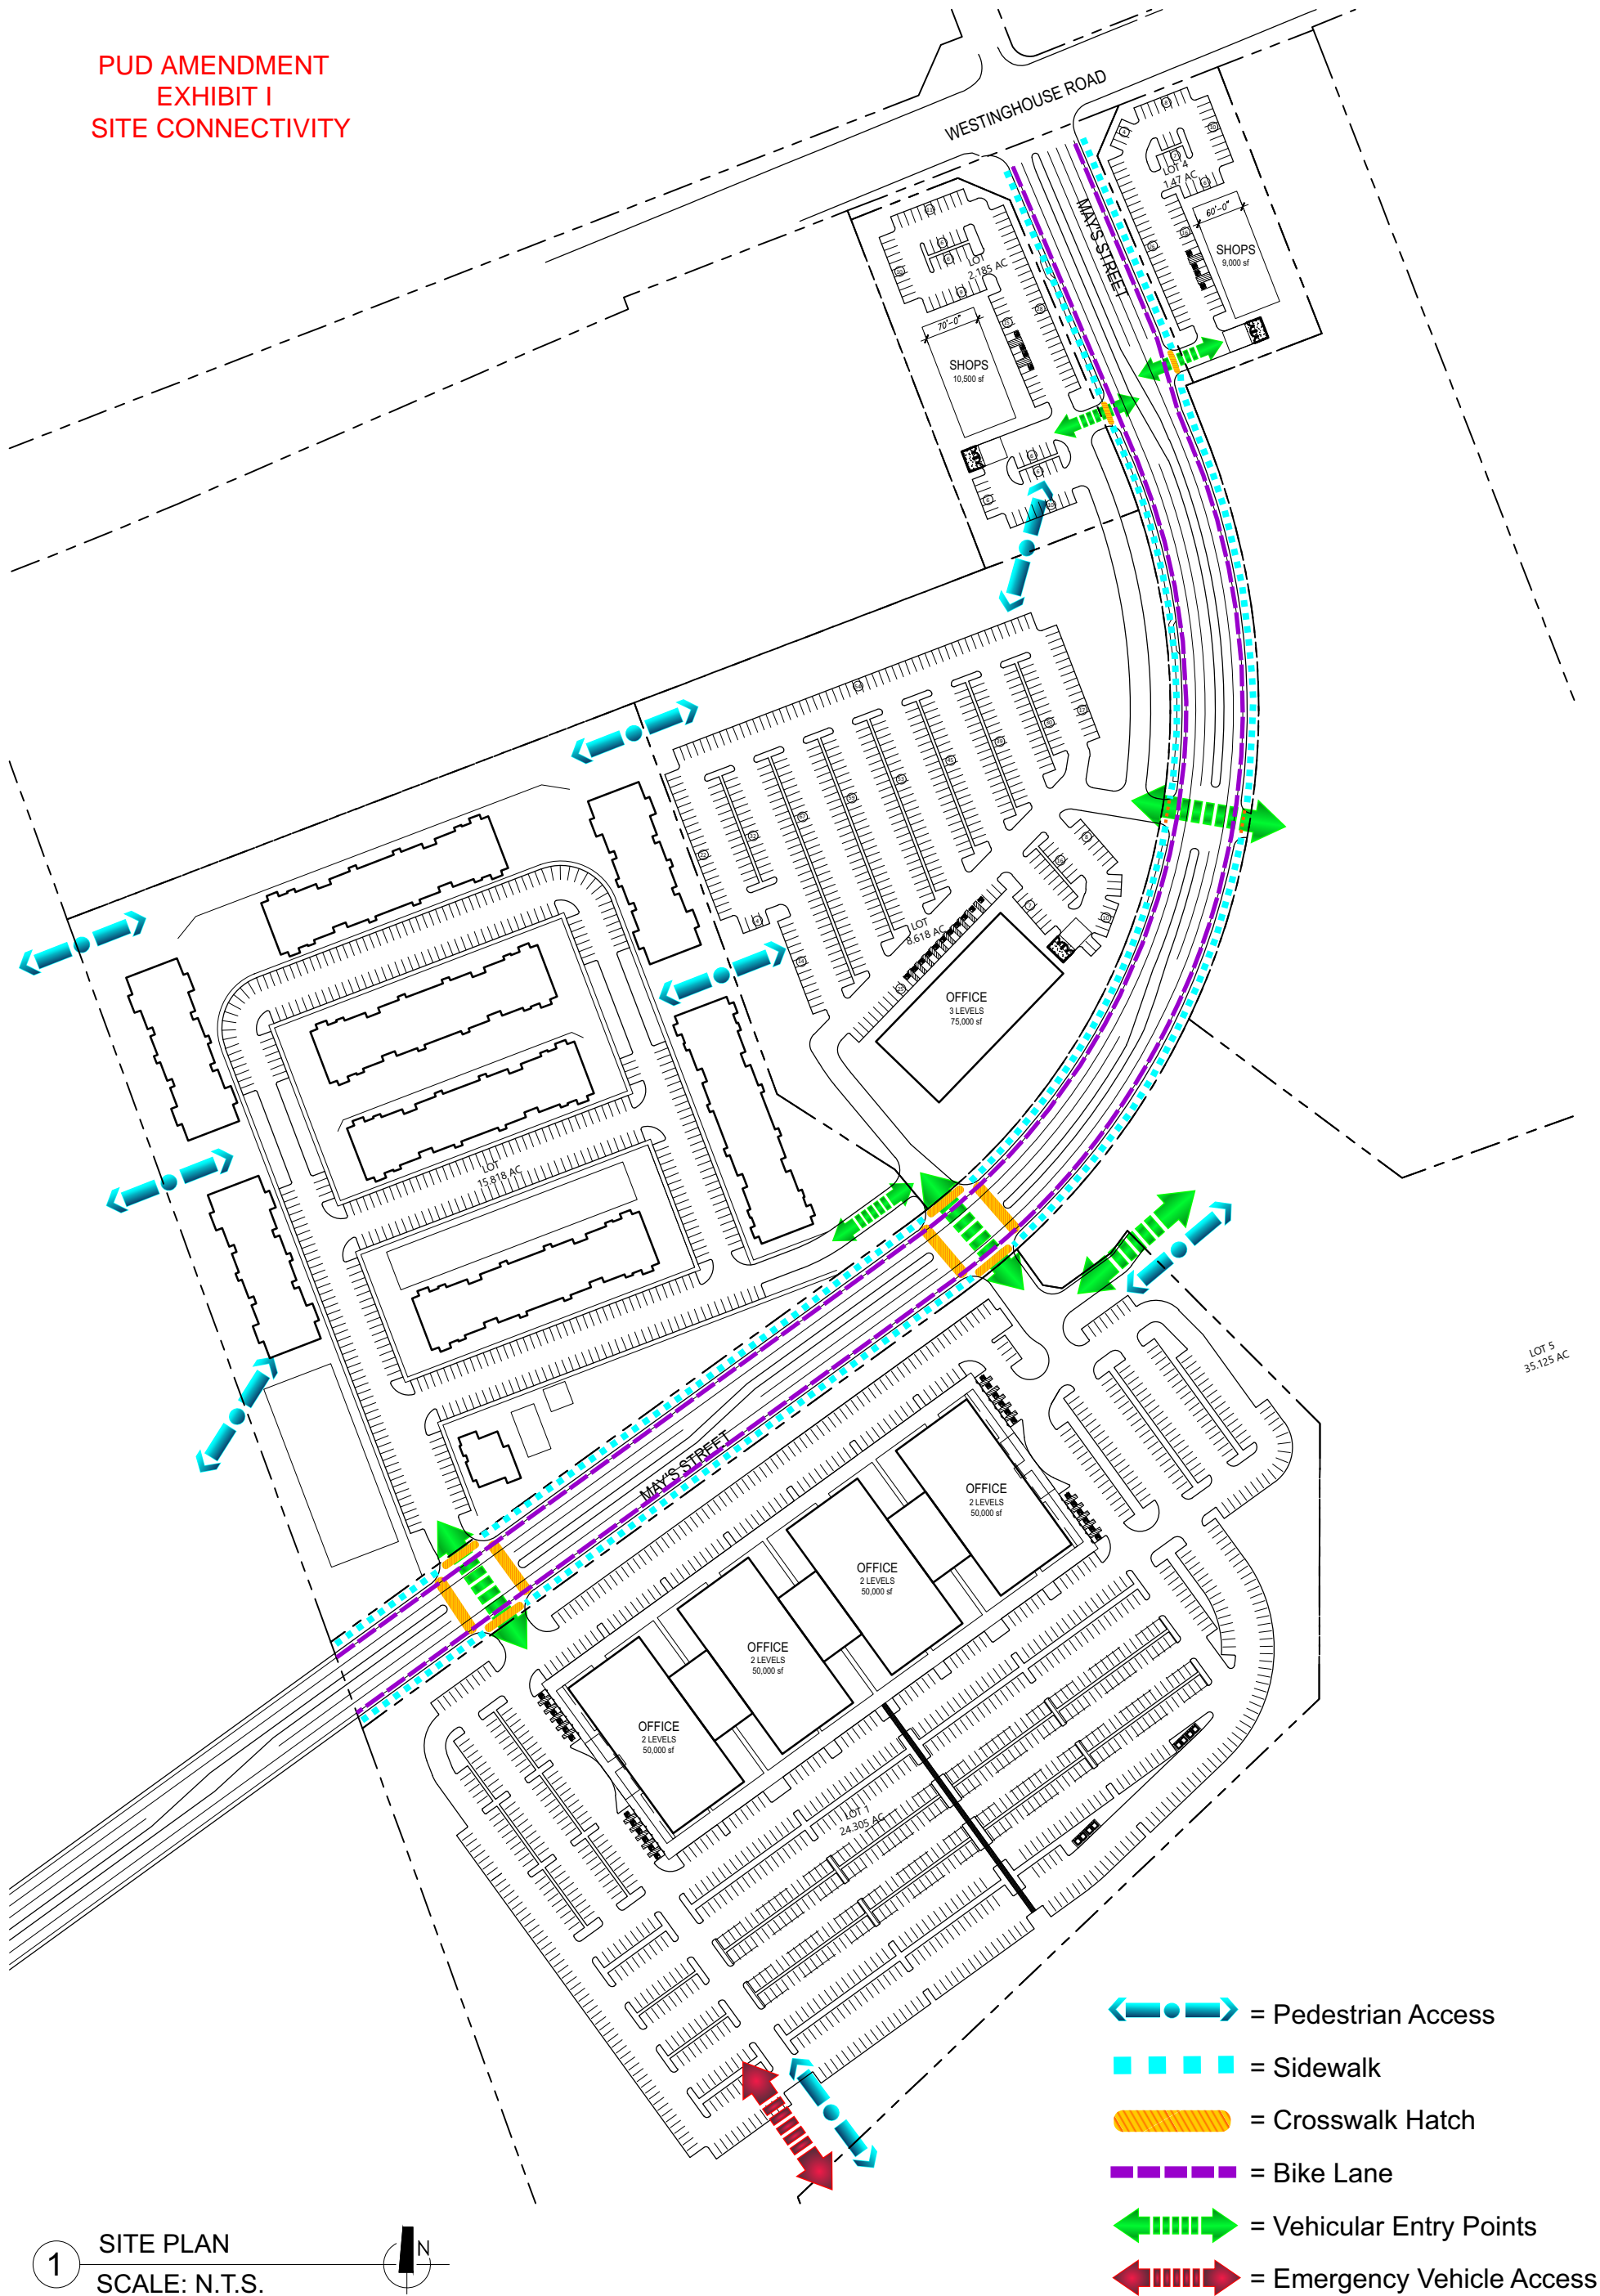 PUD AMENDMENT
EXHIBIT I
SITE CONNECTIVITY
WESTINGHOUSE ROAD
LOT 4
1.47 AC
60'-0"
SHOPS
9,000 sf
MAY'S STREET
LOT
2.185 AC
70'-0"
SHOPS
10,500 sf
LOT
8.618 AC
OFFICE
3 LEVELS
75,000 sf
LOT
15.818 AC
LOT 5
35.125 AC
MAY'S STREET
OFFICE
2 LEVELS
50,000 sf
OFFICE
2 LEVELS
50,000 sf
OFFICE
2 LEVELS
50,000 sf
OFFICE
2 LEVELS
50,000 sf
LOT 1
24.305 AC
= Pedestrian Access
= Sidewalk
= Crosswalk Hatch
= Bike Lane
= Vehicular Entry Points
= Emergency Vehicle Access
1
SITE PLAN
SCALE: N.T.S.
N